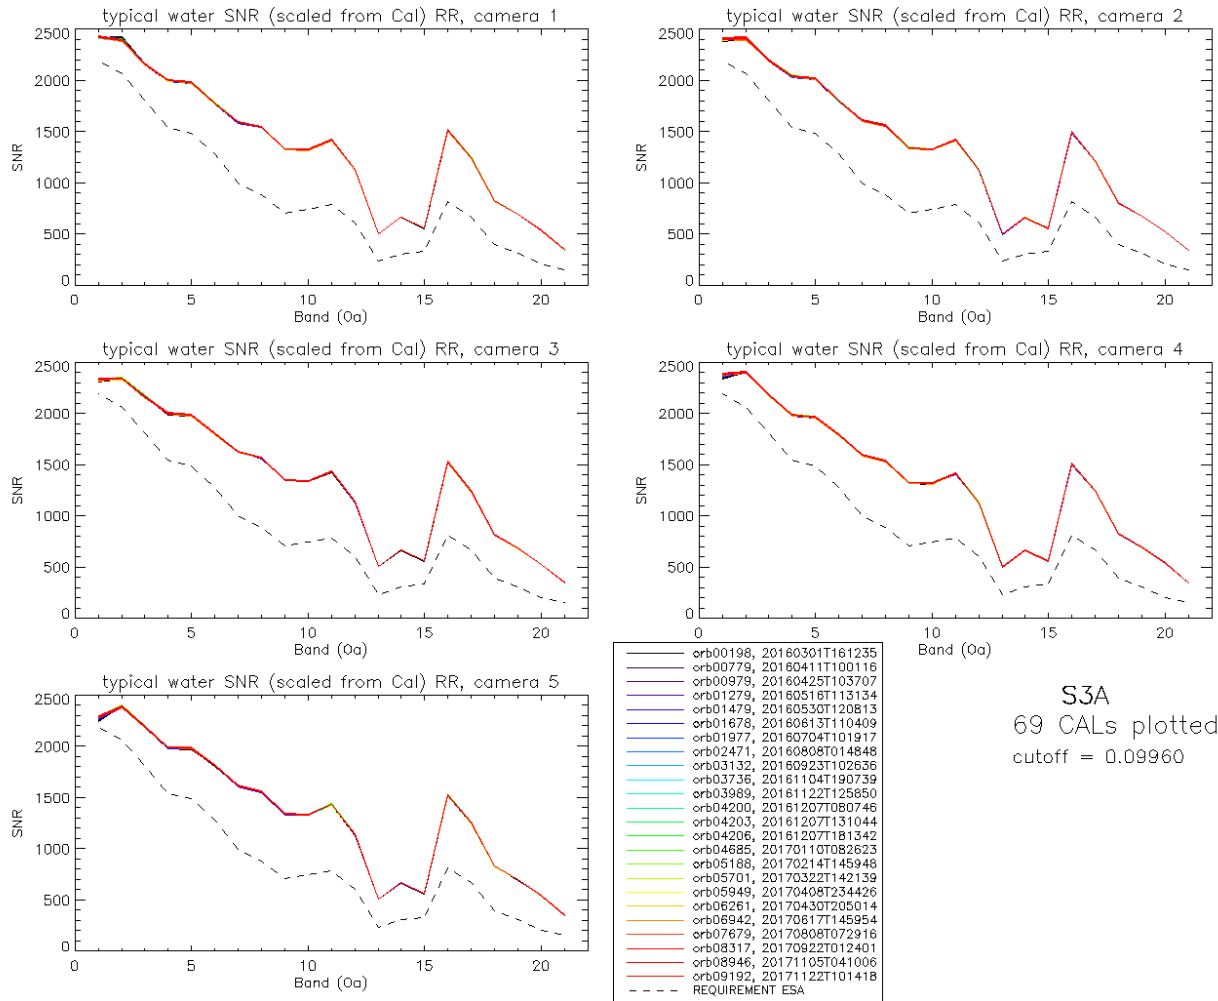 typical water SNR (scaled from Cal) RR, camera 1
2500
2000
1500
1000
500
0
SNR
0 5 10 15 20
Band (Oa)
typical water SNR (scaled from Cal) RR, camera 2
2500
2000
1500
1000
500
0
SNR
0 5 10 15 20
Band (Oa)
typical water SNR (scaled from Cal) RR, camera 3
2500
2000
1500
1000
500
0
SNR
0 5 10 15 20
Band (Oa)
typical water SNR (scaled from Cal) RR, camera 4
2500
2000
1500
1000
500
0
SNR
0 5 10 15 20
Band (Oa)
typical water SNR (scaled from Cal) RR, camera 5
2500
2000
1500
1000
500
0
SNR
0 5 10 15 20
Band (Oa)
orb00198, 20160301T161235
orb00779, 20160411T100116
orb00979, 20160425T103707
orb01279, 20160516T113134
orb01479, 20160530T120813
orb01678, 20160613T110409
orb01977, 20160704T101917
orb02471, 20160808T014848
orb03132, 20160923T102636
orb03736, 20161104T190739
orb03989, 20161122T125850
orb04200, 20161207T080746
orb04203, 20161207T131044
orb04206, 20161207T181342
orb04685, 20170110T082623
orb05188, 20170214T145948
orb05701, 20170322T142139
orb05949, 20170408T234426
orb06261, 20170430T205014
orb06942, 20170617T145954
orb07679, 20170808T072916
orb08317, 20170922T012401
orb08946, 20171105T041006
orb09192, 20171122T101418
REQUIREMENT ESA
S3A
69 CALs plotted
cutoff = 0.09960